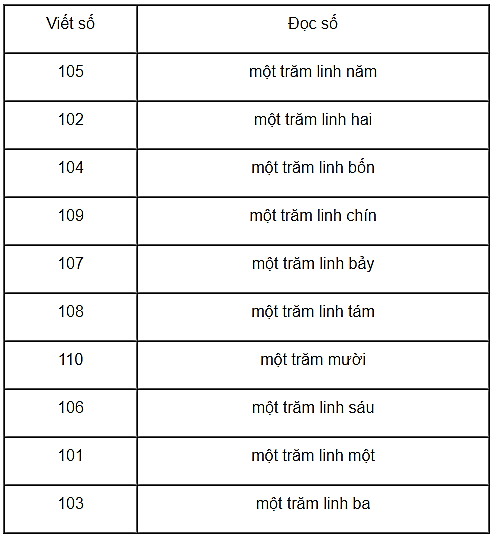 Viết số Đọc số
105 một trăm linh năm
102 một trăm linh hai
104 một trăm linh bốn
109 một trăm linh chín
107 một trăm linh bảy
108 một trăm linh tám
110 một trăm mười
106 một trăm linh sáu
101 một trăm linh một
103 một trăm linh ba